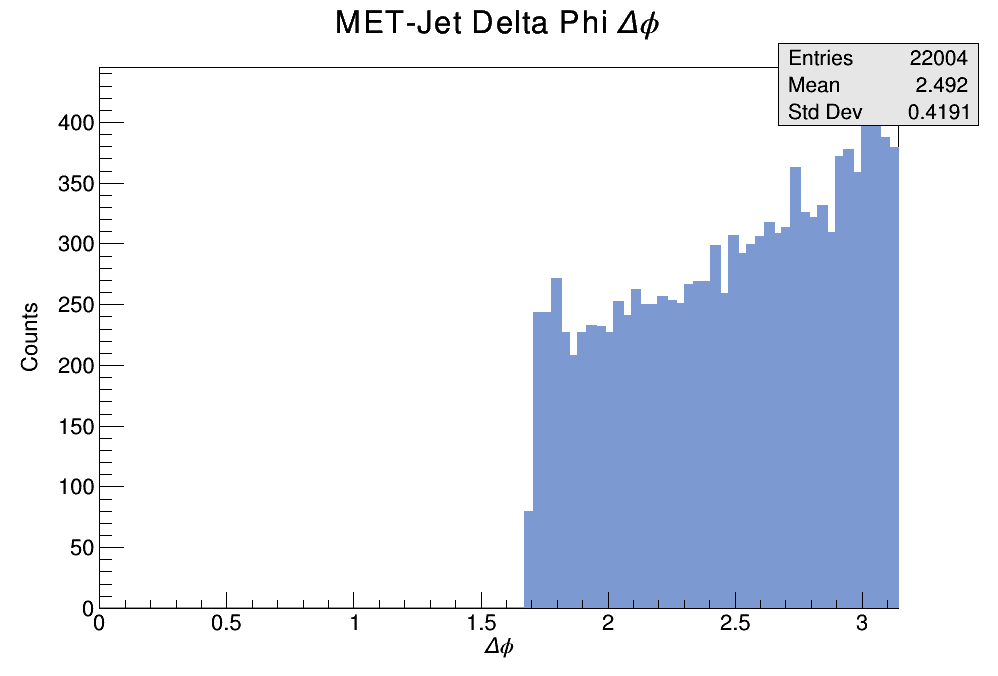 MET-Jet Delta Phi Δϕ
Entries 22004
Mean 2.492
Std Dev 0.4191
400
350
300
250
200
150
100
50
0
Counts
0 0.5 1 1.5 2 2.5 3
Δϕ